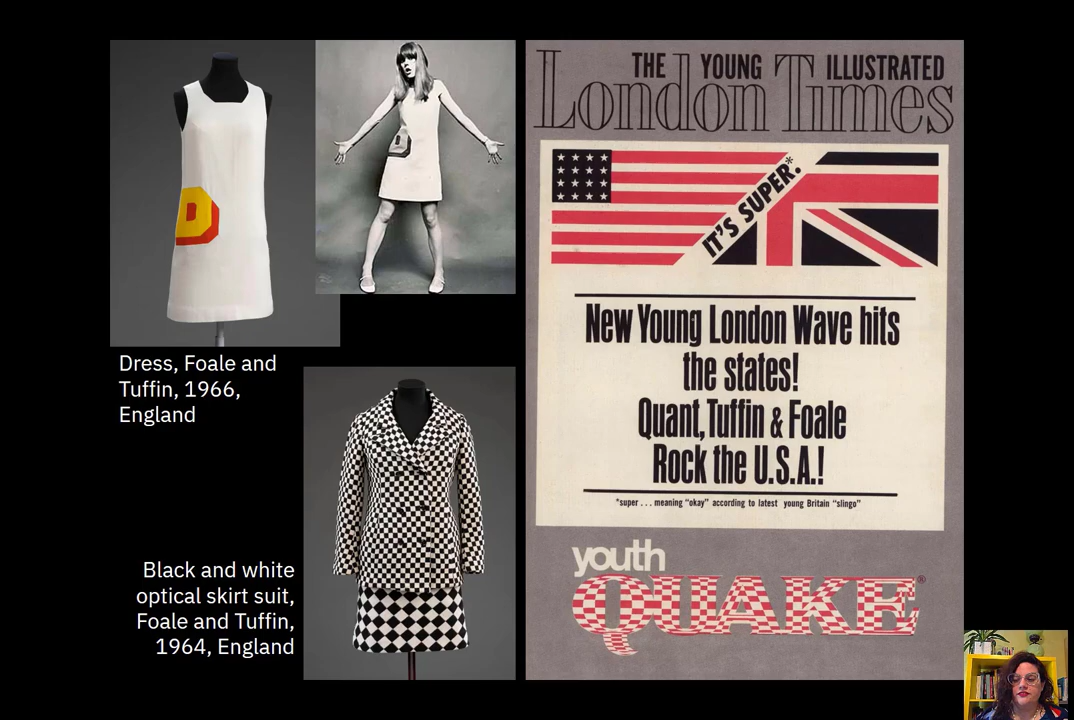 Dress, Foale and
Tuffin, 1966,
England
Black and white
optical skirt suit,
Foale and Tuffin,
1964, England
D
THE YOUNG ILLUSTRATED
London Times
IT'S SUPER.*
New Young London Wave hits
the states!
Quant, Tuffin & Foale
Rock the U.S.A.!
*super . . . meaning "okay" according to latest young Britain "slingo"
youth
QUAKE®